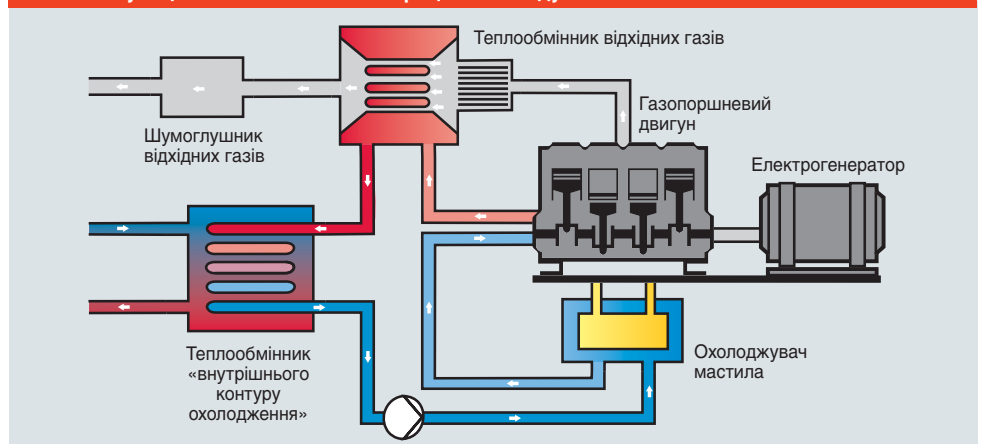 Теплообмінник відхідних газів
Газопоршневий
двигун
Шумоглушник
відхідних газів
Електрогенератор
Теплообмінник
«внутрішнього
контуру
охолодження»
Охолоджувач
мастила